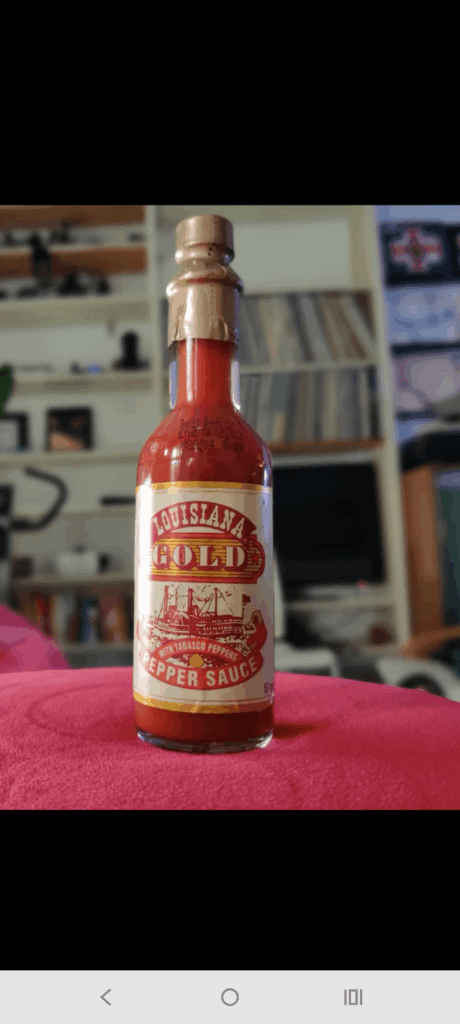 LOUISIANA
GOLD
WITH TABASCO PEPPERS
PEPPER SAUCE